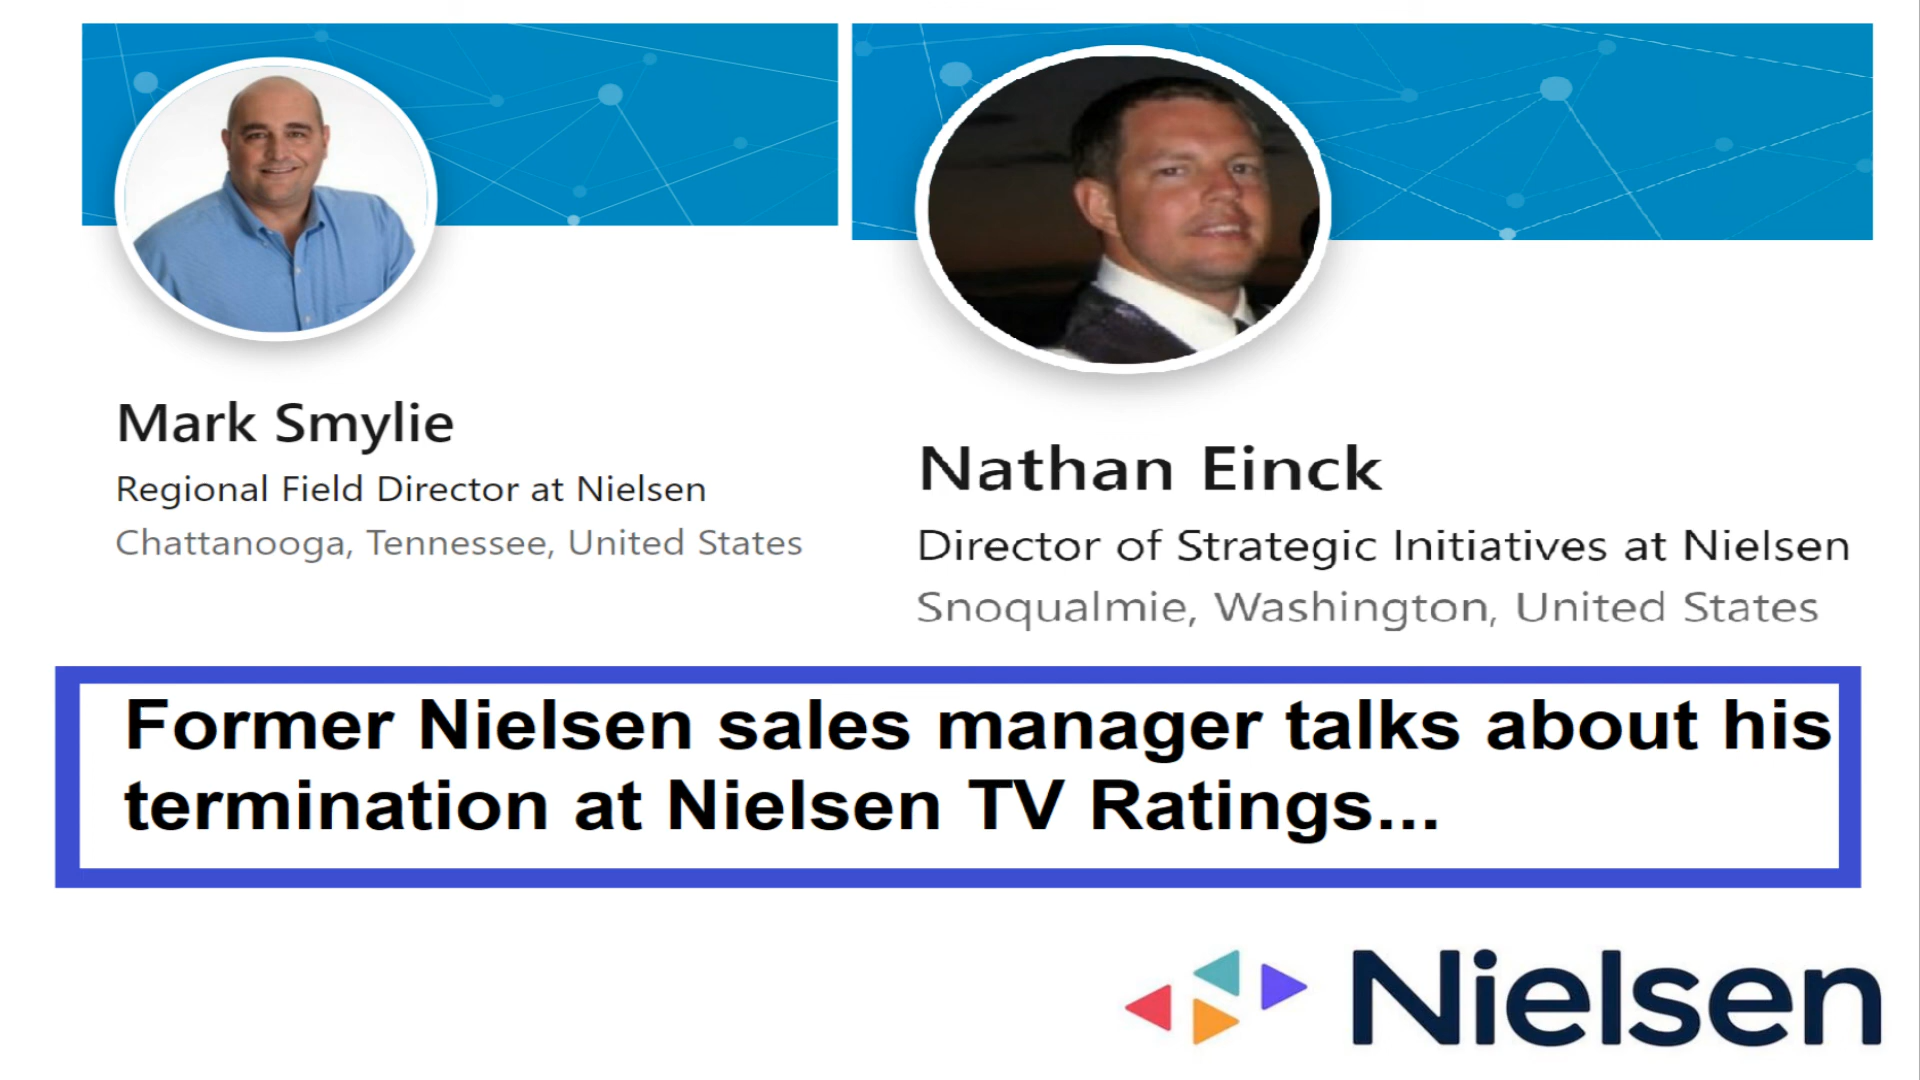 Mark Smylie
Regional Field Director at Nielsen
Chattanooga, Tennessee, United States
Nathan Einck
Director of Strategic Initiatives at Nielsen
Snoqualmie, Washington, United States
Former Nielsen sales manager talks about his
termination at Nielsen TV Ratings...
Nielsen